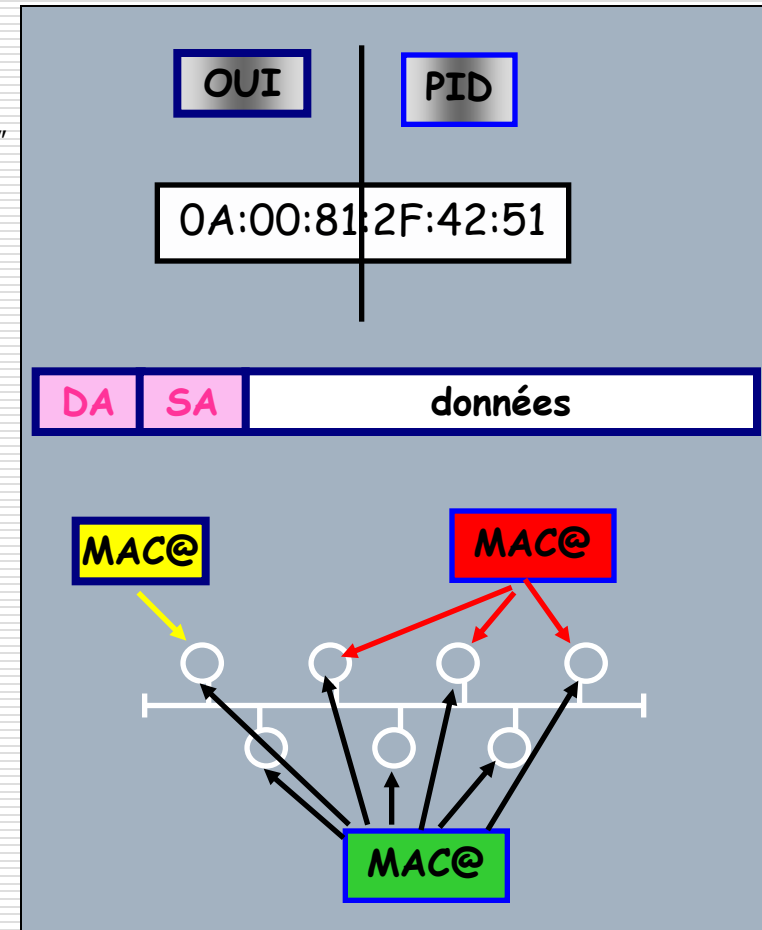 "
OUI PID
0A:00:81:2F:42:51
DA SA données
MAC@ MAC@
MAC@